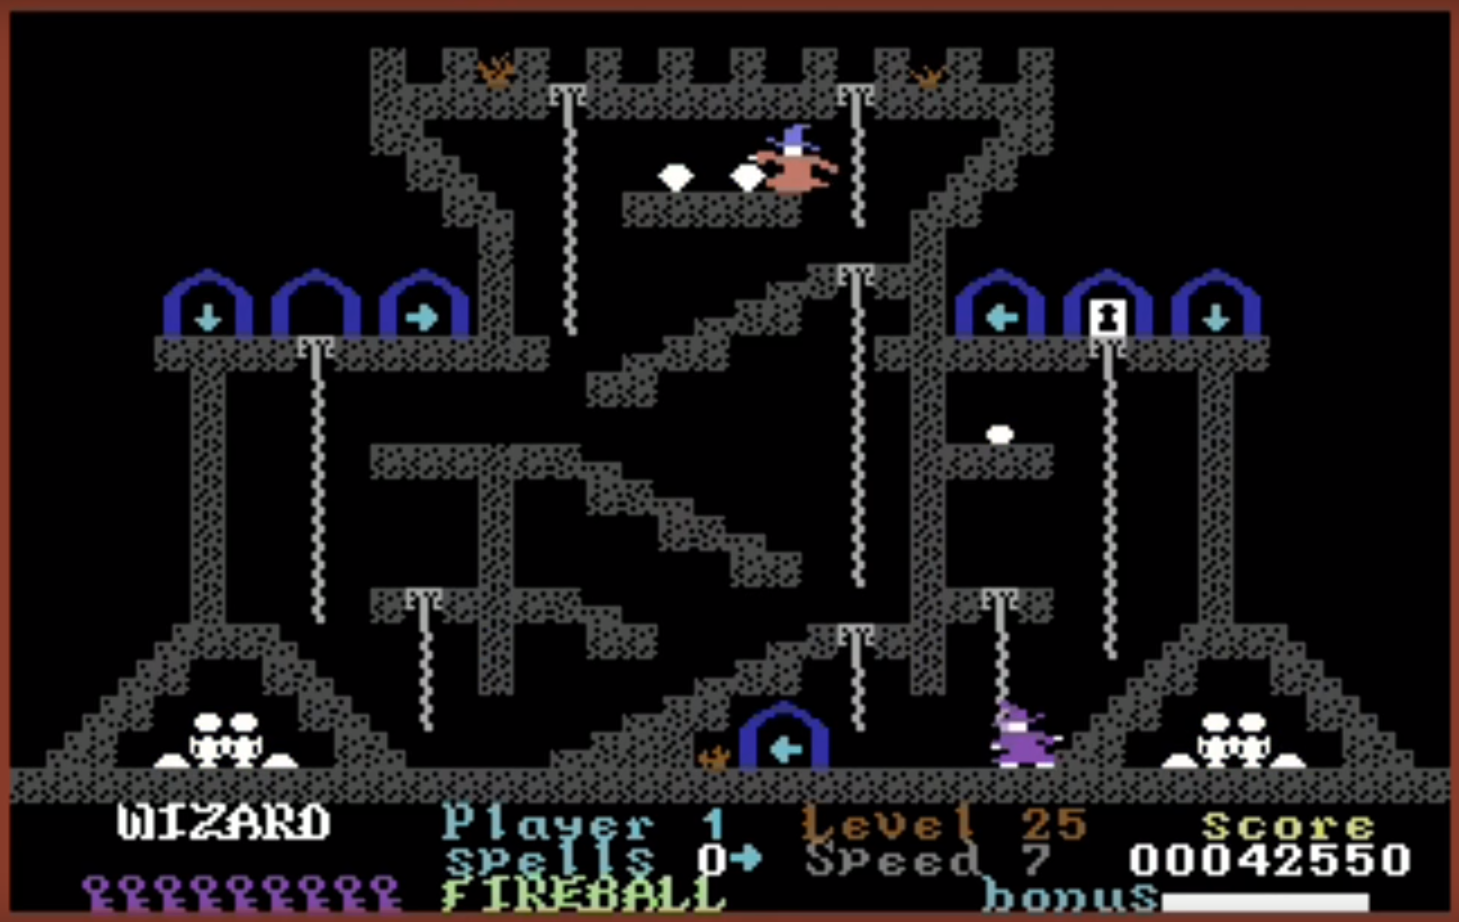 WIZARD
Player 1
Level 25
score
spells 0
Speed 7
00042550
FIREBALL
bonus